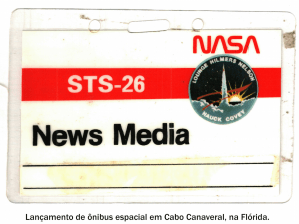 NASA
STS-26
LOUNGE HILMERS NELSON
HAUCK COVEY
News Media
Lançamento de ônibus espacial em Cabo Canaveral, na Flórida.